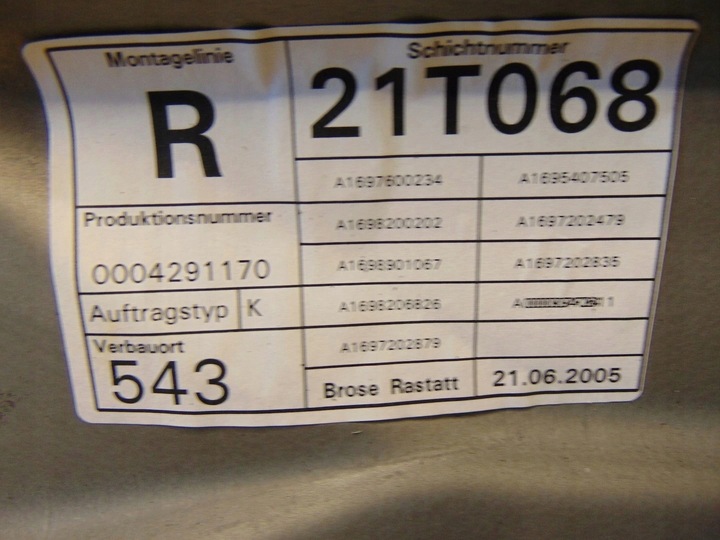 Montagelinie
R
Schichtnummer
21T068
A1697600234 A1695407505
Produktionsnummer
0004291170
A1698200202 A1697202479
A1698901067 A1697202835
Auftragstyp K
A1698206826
Verbauort
543
A1697202879
Brose Rastatt 21.06.2005